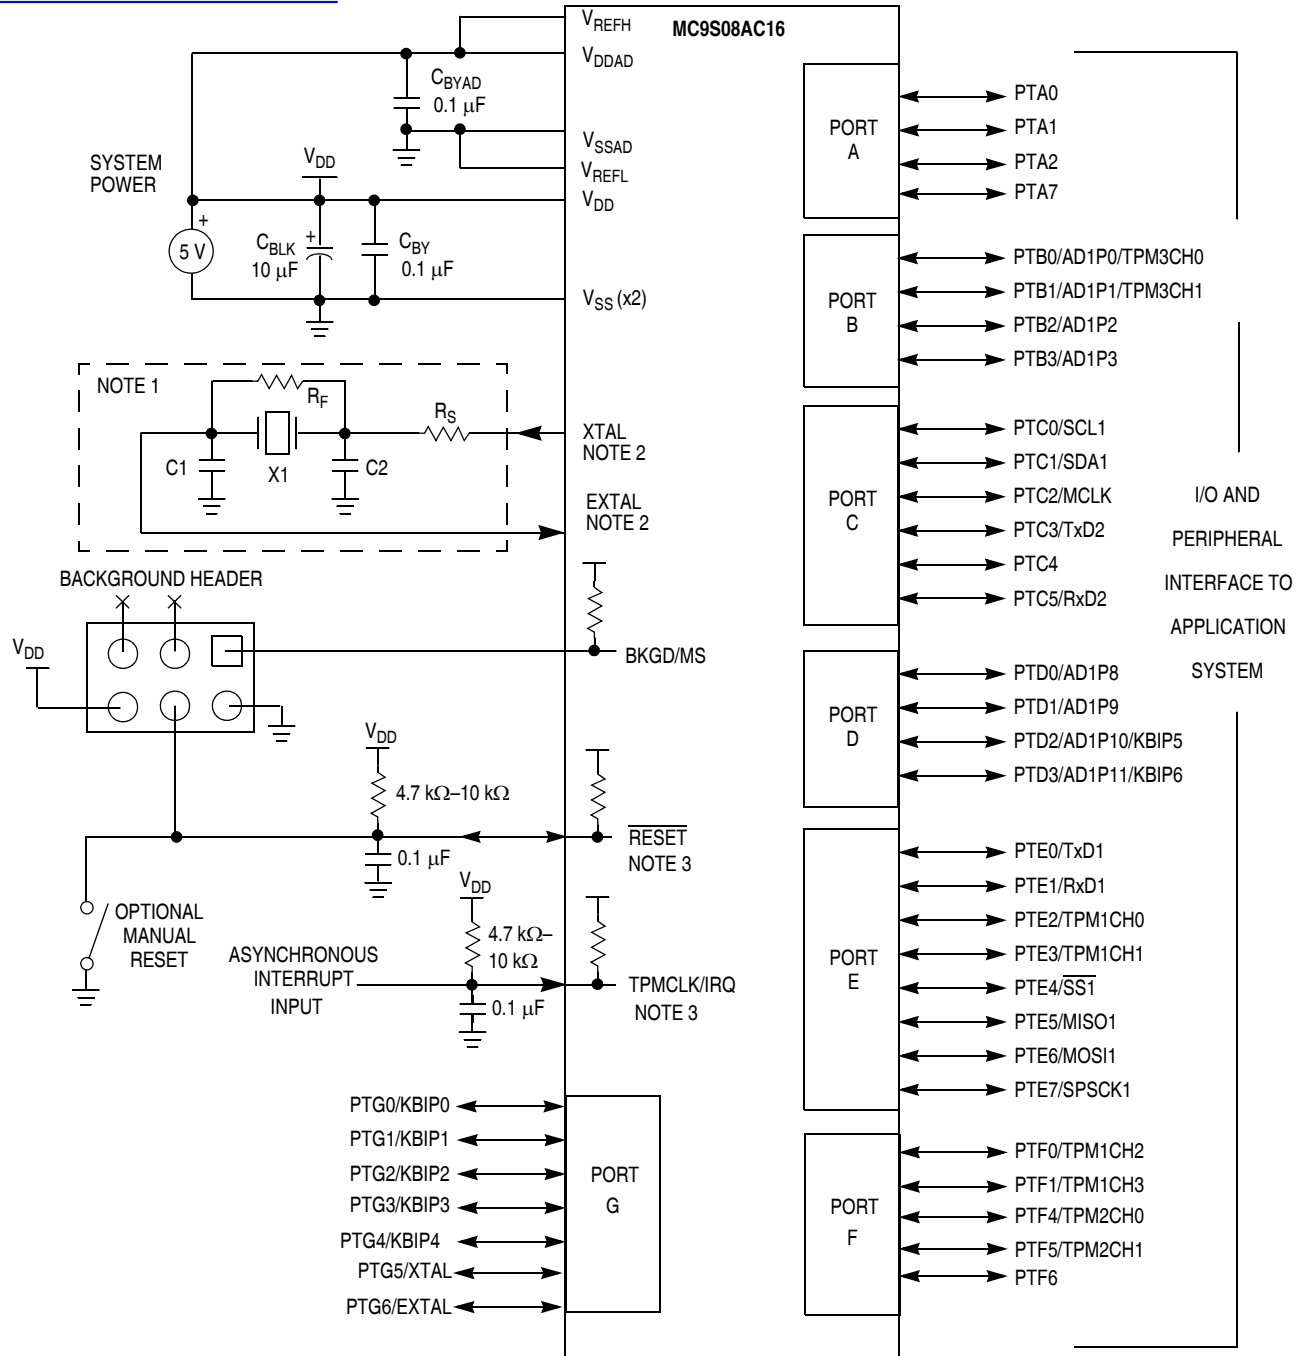 MC9S08AC16
VREFH
VDDAD
CBYAD
0.1 μF
VSSAD
VREFL
VDD
SYSTEM
POWER
VDD
5 V
+
CBLK
10 μF
+
CBY
0.1 μF
VSS (x2)
NOTE 1
RF
RS
C1
X1
C2
XTAL
NOTE 2
EXTAL
NOTE 2
BACKGROUND HEADER
VDD
BKGD/MS
VDD
4.7 kΩ–10 kΩ
0.1 μF
RESET
NOTE 3
OPTIONAL
MANUAL
RESET
VDD
4.7 kΩ–
10 kΩ
ASYNCHRONOUS
INTERRUPT
INPUT
0.1 μF
TPMCLK/IRQ
NOTE 3
PTG0/KBIP0
PTG1/KBIP1
PTG2/KBIP2
PTG3/KBIP3
PTG4/KBIP4
PTG5/XTAL
PTG6/EXTAL
PORT
G
PORT
A
PTA0
PTA1
PTA2
PTA7
PORT
B
PTB0/AD1P0/TPM3CH0
PTB1/AD1P1/TPM3CH1
PTB2/AD1P2
PTB3/AD1P3
PORT
C
PTC0/SCL1
PTC1/SDA1
PTC2/MCLK
PTC3/TxD2
PTC4
PTC5/RxD2
PORT
D
PTD0/AD1P8
PTD1/AD1P9
PTD2/AD1P10/KBIP5
PTD3/AD1P11/KBIP6
PORT
E
PTE0/TxD1
PTE1/RxD1
PTE2/TPM1CH0
PTE3/TPM1CH1
PTE4/SS1
PTE5/MISO1
PTE6/MOSI1
PTE7/SPSCK1
PORT
F
PTF0/TPM1CH2
PTF1/TPM1CH3
PTF4/TPM2CH0
PTF5/TPM2CH1
PTF6
I/O AND
PERIPHERAL
INTERFACE TO
APPLICATION
SYSTEM